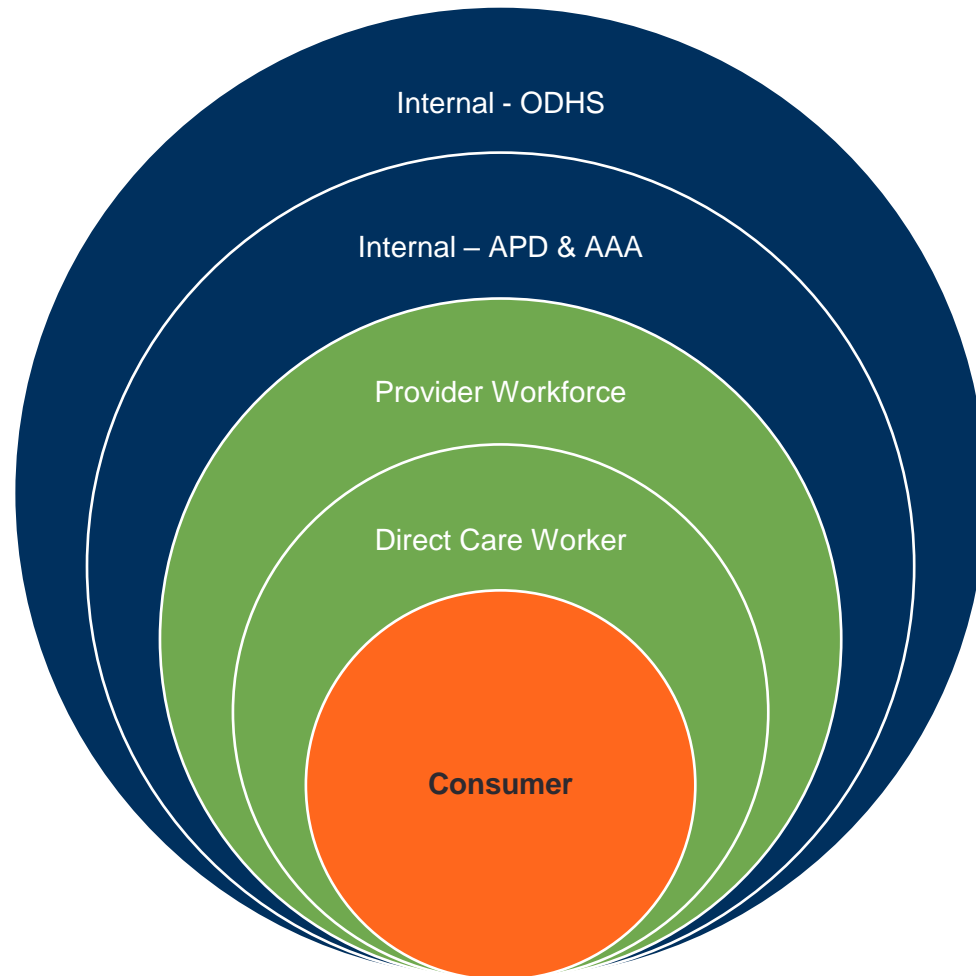 Internal - ODHS
Internal – APD & AAA
Provider Workforce
Direct Care Worker
Consumer